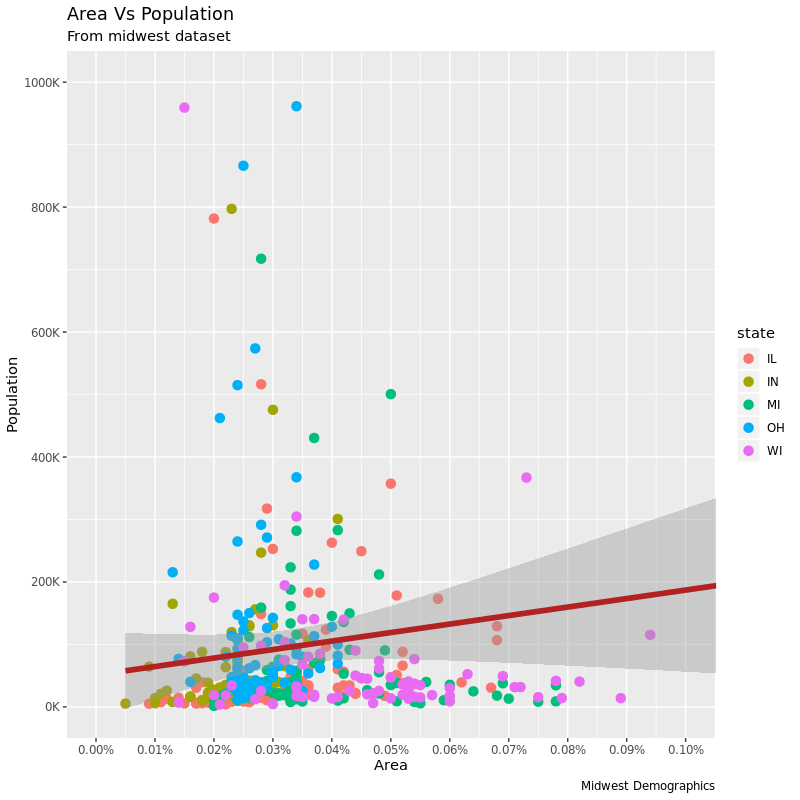 Area Vs Population
From midwest dataset
1000K
800K
600K
400K
200K
0K
Population
0.00% 0.01% 0.02% 0.03% 0.04% 0.05% 0.06% 0.07% 0.08% 0.09% 0.10%
Area
state
IL
IN
MI
OH
WI
Midwest Demographics